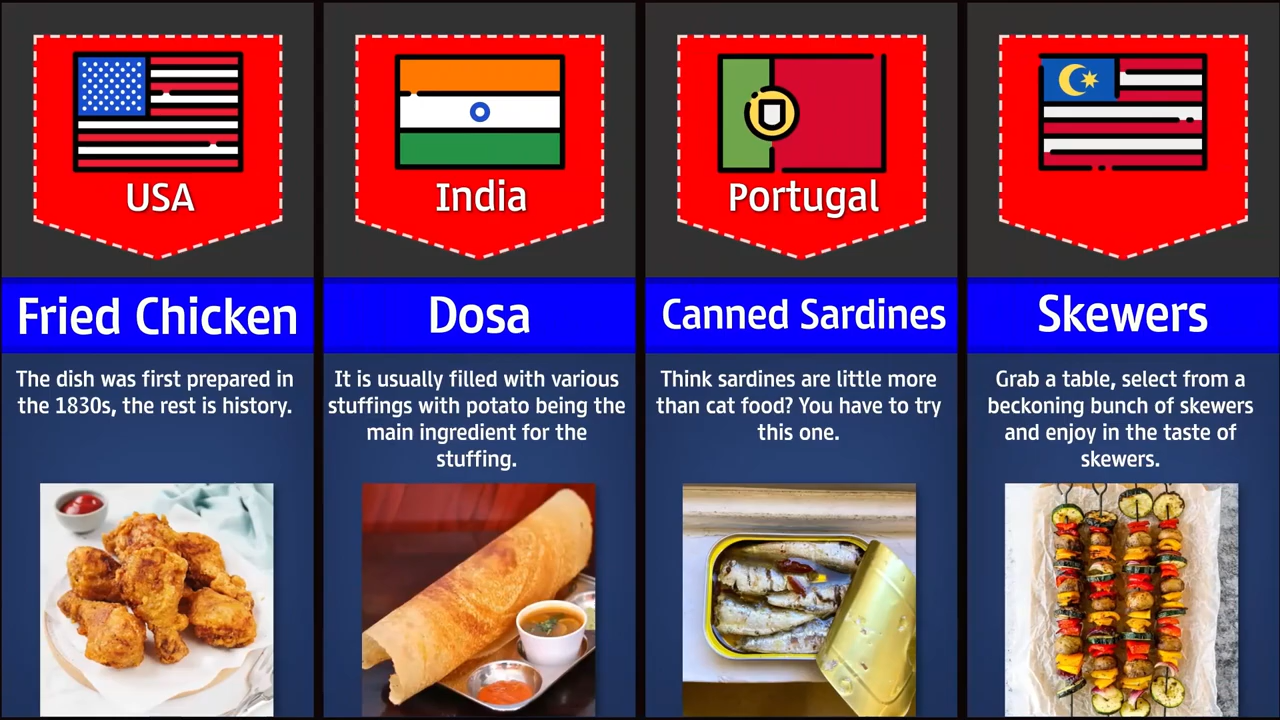 USA
Fried Chicken
The dish was first prepared in
the 1830s, the rest is history.
India
Dosa
It is usually filled with various
stuffings with potato being the
main ingredient for the
stuffing.
Portugal
Canned Sardines
Think sardines are little more
than cat food? You have to try
this one.
Skewers
Grab a table, select from a
beckoning bunch of skewers
and enjoy in the taste of
skewers.